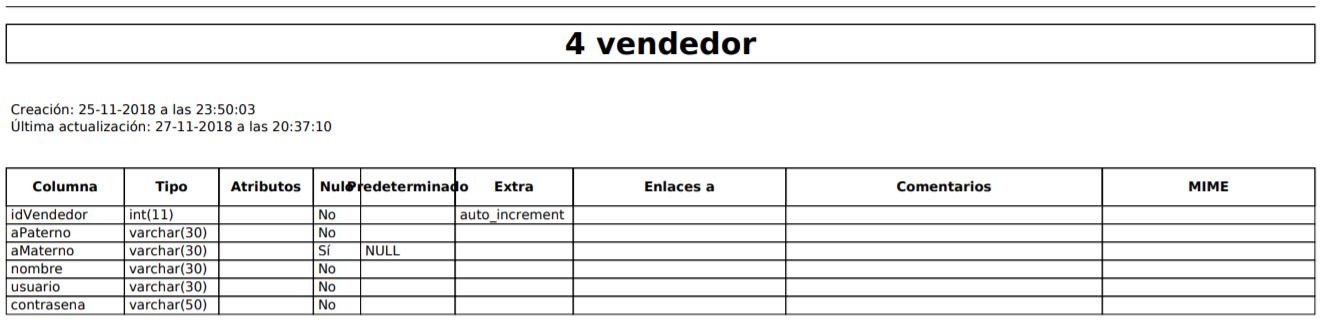 4 vendedor
Creación: 25-11-2018 a las 23:50:03
Última actualización: 27-11-2018 a las 20:37:10
Columna Tipo Atributos Nulo Predeterminado Extra Enlaces a Comentarios MIME
idVendedor int(11) No auto_increment
aPaterno varchar(30) No
aMaterno varchar(30) Sí NULL
nombre varchar(30) No
usuario varchar(30) No
contrasena varchar(50) No